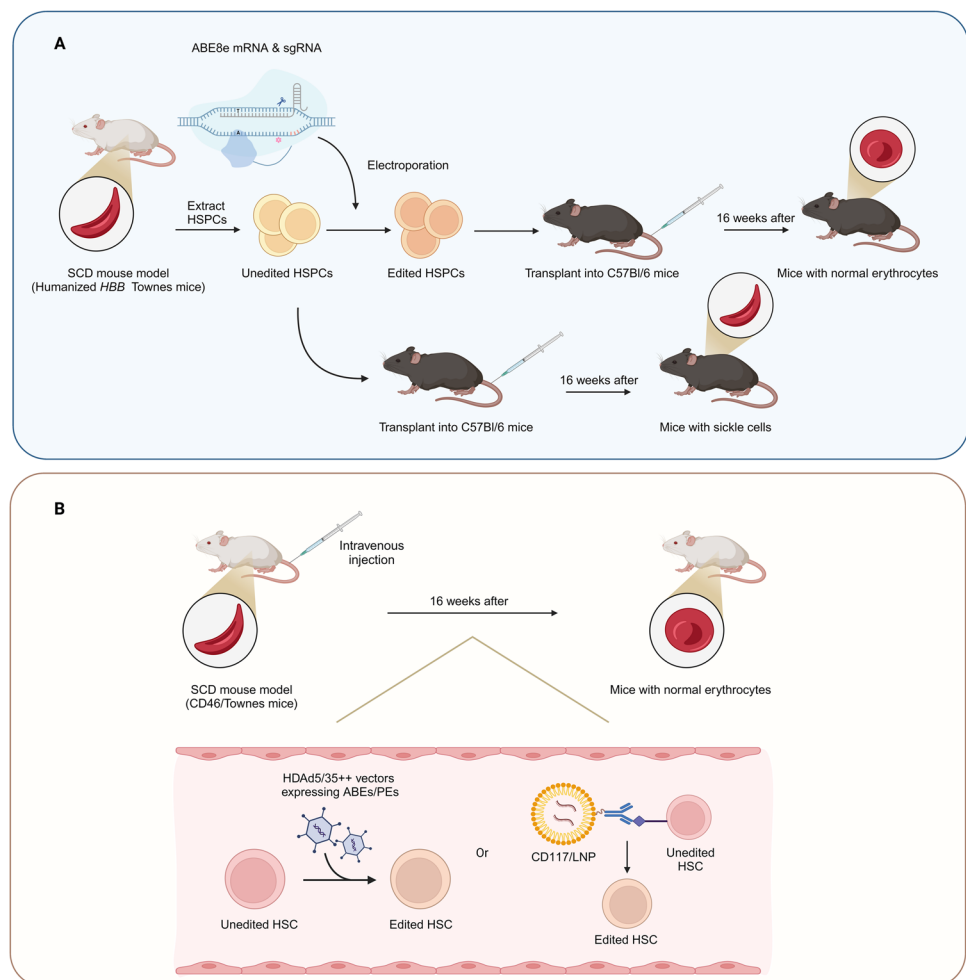 A
ABE8e mRNA & sgRNA
T
A
Electroporation
Extract
HSPCs
16 weeks after
SCD mouse model
(Humanized HBB Townes mice)
Unedited HSPCs
Edited HSPCs
Transplant into C57Bl/6 mice
Mice with normal erythrocytes
16 weeks after
Transplant into C57Bl/6 mice
Mice with sickle cells
B
Intravenous
injection
16 weeks after
SCD mouse model
(CD46/Townes mice)
Mice with normal erythrocytes
HDAd5/35++ vectors
expressing ABEs/PEs
Unedited HSC
Edited HSC
Or
CD117/LNP
Unedited
HSC
Edited HSC